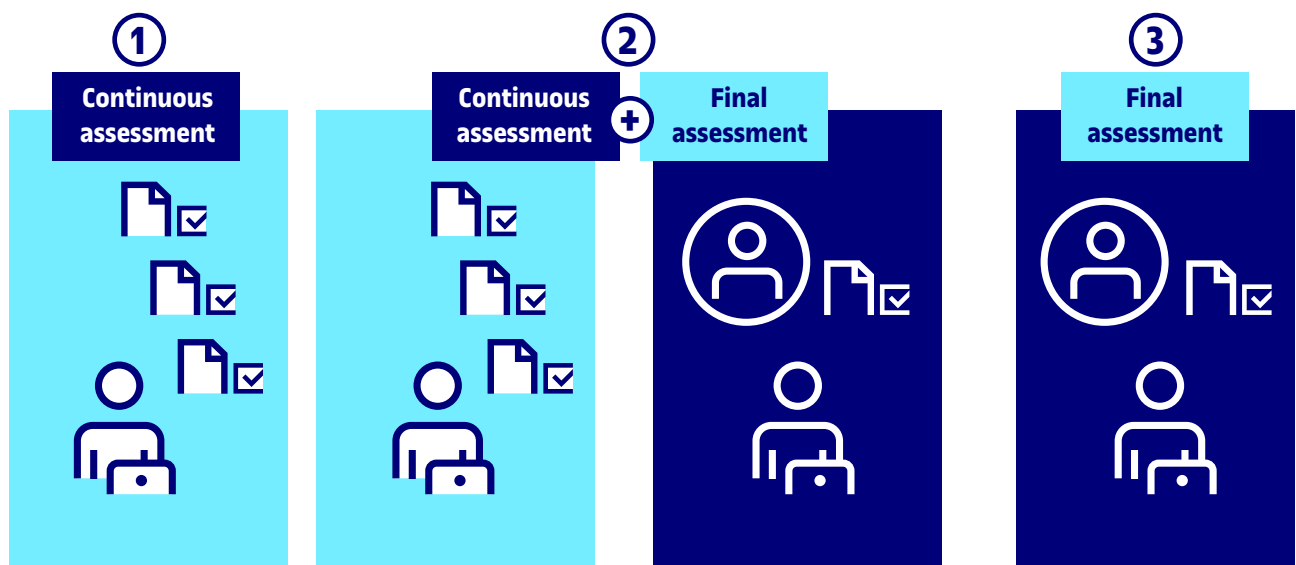 1
Continuous
assessment
2
Continuous
assessment
+
Final
assessment
3
Final
assessment